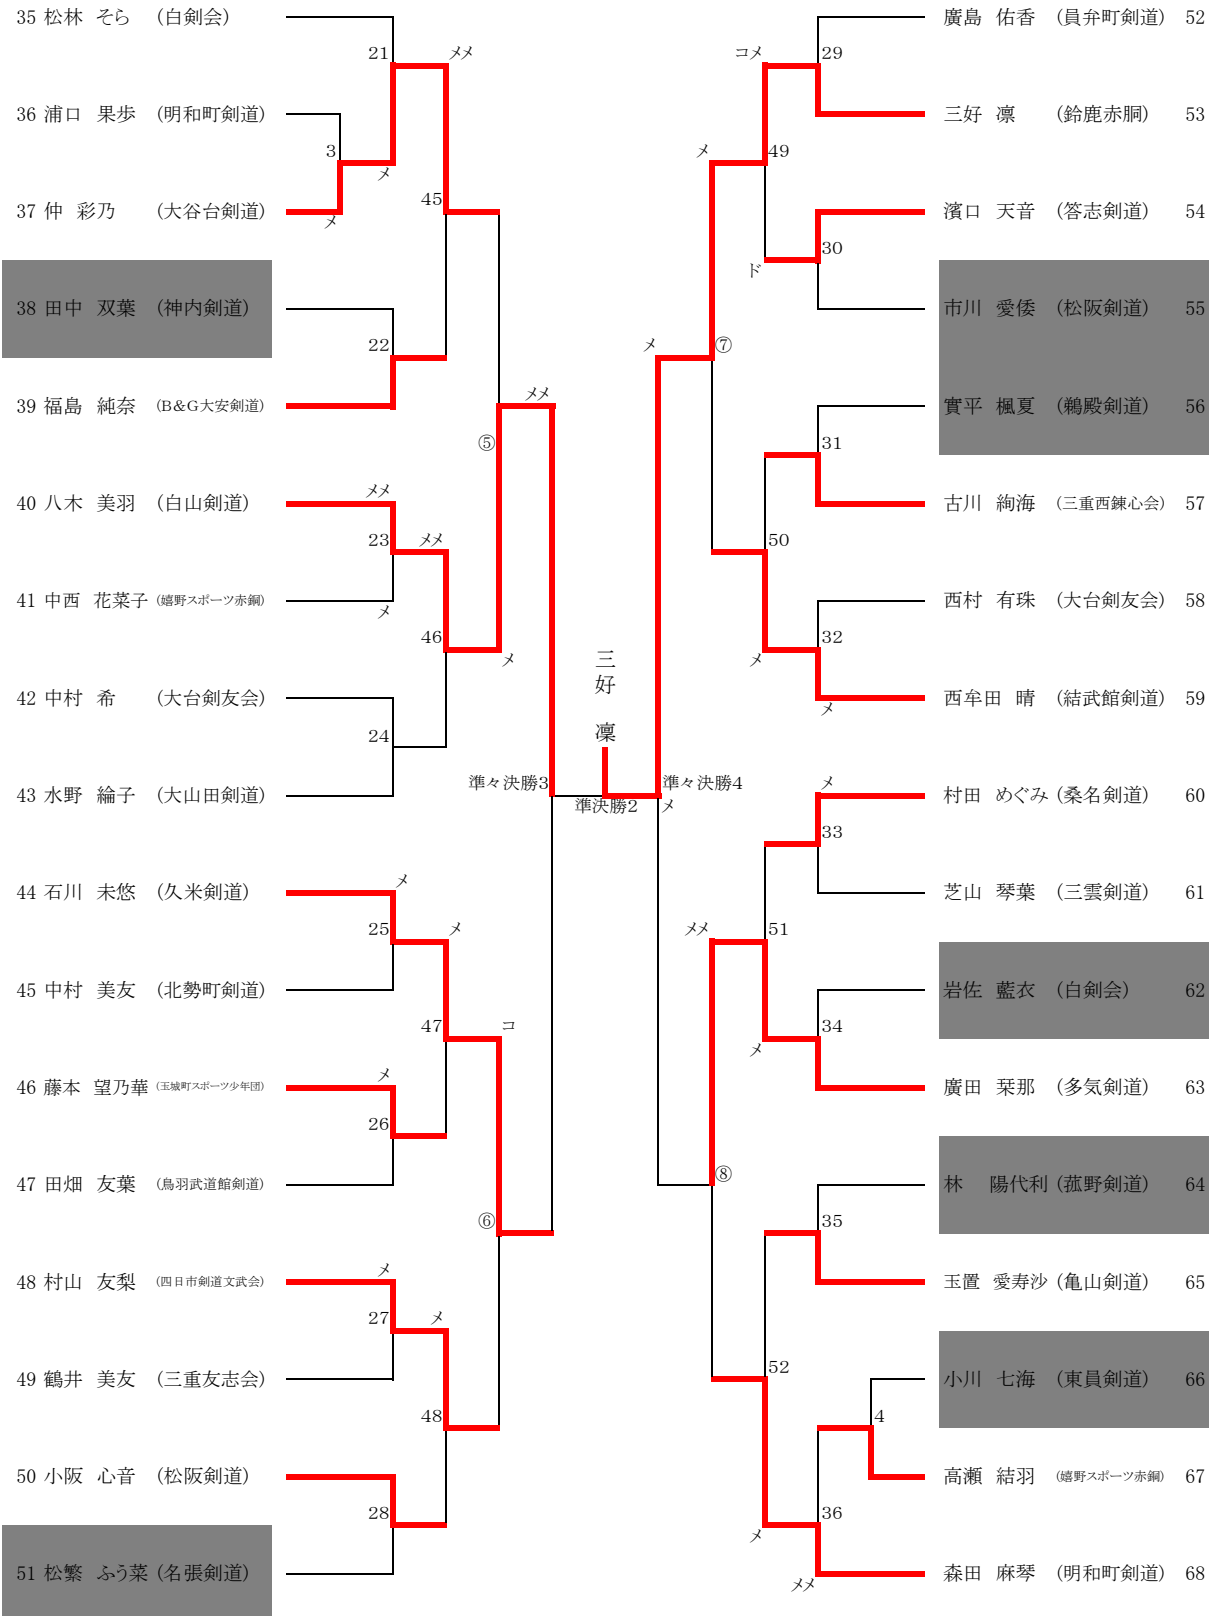 35 松林 そら (白剣会)
21
メメ
36 浦口 果歩 (明和町剣道)
3
メ
37 仲 彩乃 (大谷台剣道)
メ
45
38 田中 双葉 (神内剣道)
22
39 福島 純奈 (B&G大安剣道)
メメ
⑤
40 八木 美羽 (白山剣道)
メメ
23
メメ
41 中西 花菜子 (嬉野スポーツ赤銅)
メ
46
メ
42 中村 希 (大台剣友会)
24
43 水野 綸子 (大山田剣道)
準々決勝3
44 石川 未悠 (久米剣道)
メ
25
メ
45 中村 美友 (北勢町剣道)
47
コ
46 藤本 望乃華 (玉城町スポーツ少年団)
メ
26
47 田畑 友葉 (鳥羽武道館剣道)
⑥
48 村山 友梨 (四日市剣道文武会)
メ
27
メ
49 鶴井 美友 (三重友志会)
48
50 小阪 心音 (松阪剣道)
28
51 松繁 ふう菜 (名張剣道)
三好 凜
準決勝2
廣島 佑香 (員弁町剣道) 52
コメ
29
三好 凛 (鈴鹿赤胴) 53
メ
49
濱口 天音 (答志剣道) 54
30
ド
市川 愛倭 (松阪剣道) 55
メ
⑦
實平 楓夏 (鵜殿剣道) 56
31
古川 絢海 (三重西錬心会) 57
50
西村 有珠 (大台剣友会) 58
32
メ
西牟田 晴 (結武館剣道) 59
メ
準々決勝4
メ
メ
村田 めぐみ (桑名剣道) 60
33
芝山 琴葉 (三雲剣道) 61
メメ
51
岩佐 藍衣 (白剣会) 62
34
メ
廣田 栞那 (多気剣道) 63
⑧
林 陽代利 (菰野剣道) 64
35
玉置 愛寿沙 (亀山剣道) 65
52
小川 七海 (東員剣道) 66
4
高瀬 結羽 (嬉野スポーツ赤銅) 67
36
メ
森田 麻琴 (明和町剣道) 68
メメ